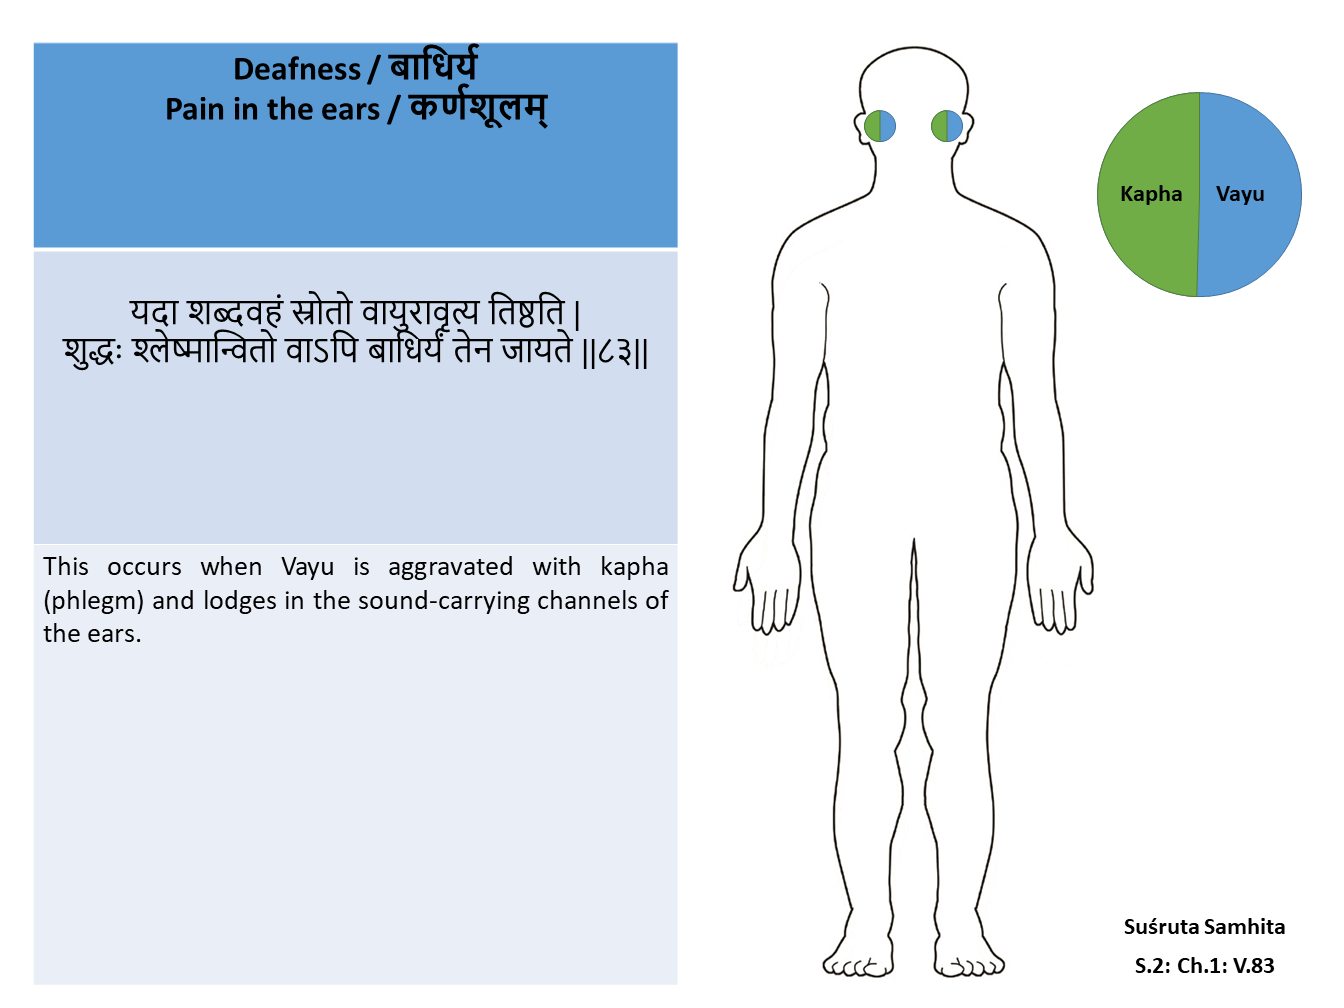 Deafness / बाधिर्य
Pain in the ears / कर्णशूलम्
यदा शब्दवहं स्रोतो वायुरावृत्य तिष्ठति |
शुद्धः श्लेष्मान्वितो वाऽपि बाधिर्यं तेन जायते ||८३||
This occurs when Vayu is aggravated with kapha
(phlegm) and lodges in the sound-carrying channels of
the ears.
Kapha
Vayu
Suśruta Samhita
S.2: Ch.1: V.83